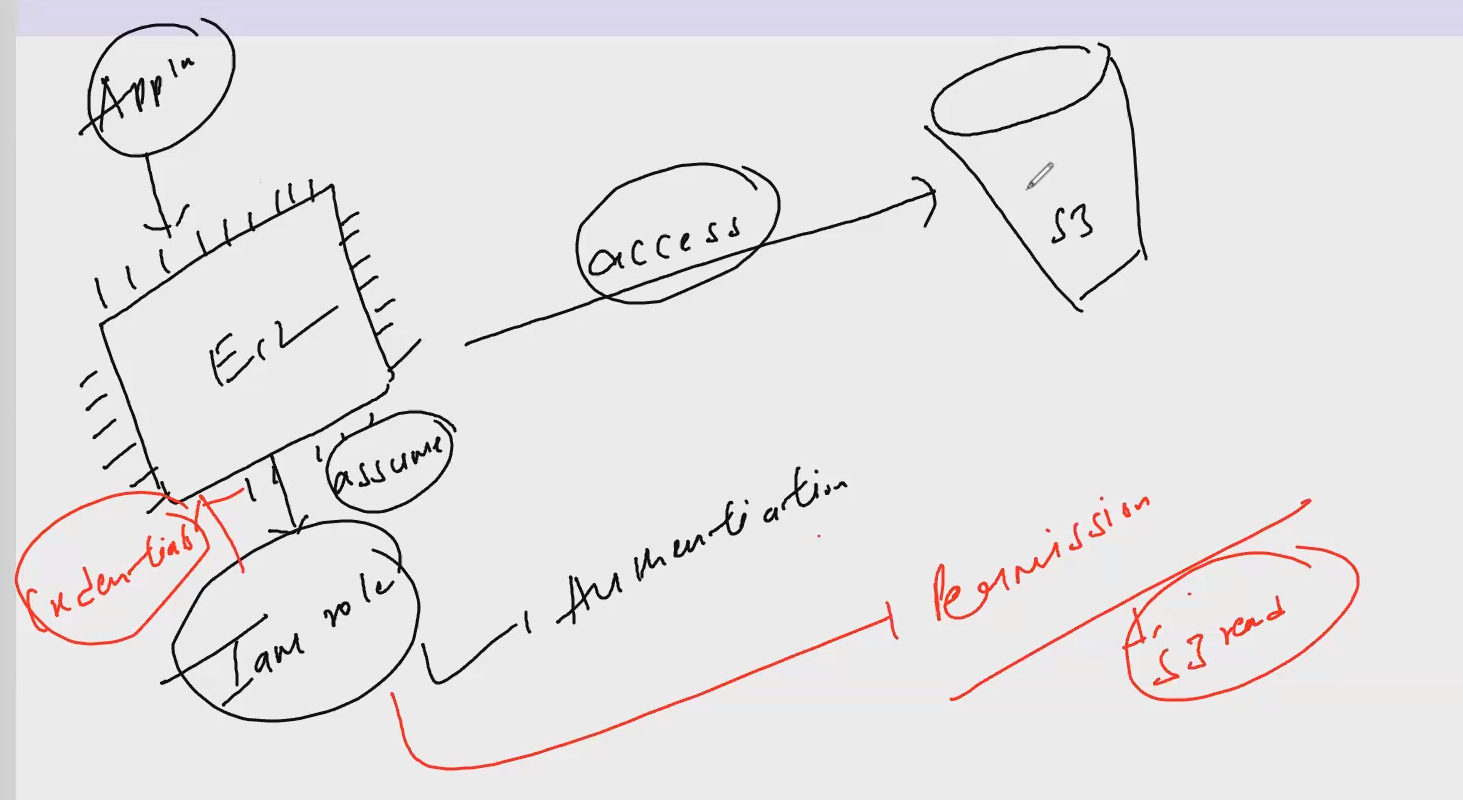 Appln
S3
access
Ec2
assume
Credentials
Iam role
Authentication
Permission
S3 read